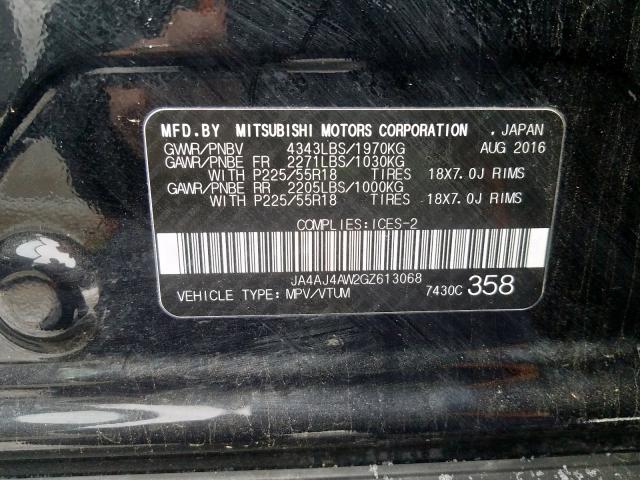 MFD.BY MITSUBISHI MOTORS CORPORATION , JAPAN
GWWR/PNBV 4343LBS/1970KG AUG 2016
GAWR/PNBE FR 2271LBS/1030KG
WITH P225/55R18 TIRES 18X7.0J RIMS
GAWR/PNBE RR 2205LBS/1000KG
WITH P225/55R18 TIRES 18X7.0J RIMS
COMPLIES:ICES-2
JA4AJ4AW2GZ613068
VEHICLE TYPE: MPV/VTUM 7430C 358